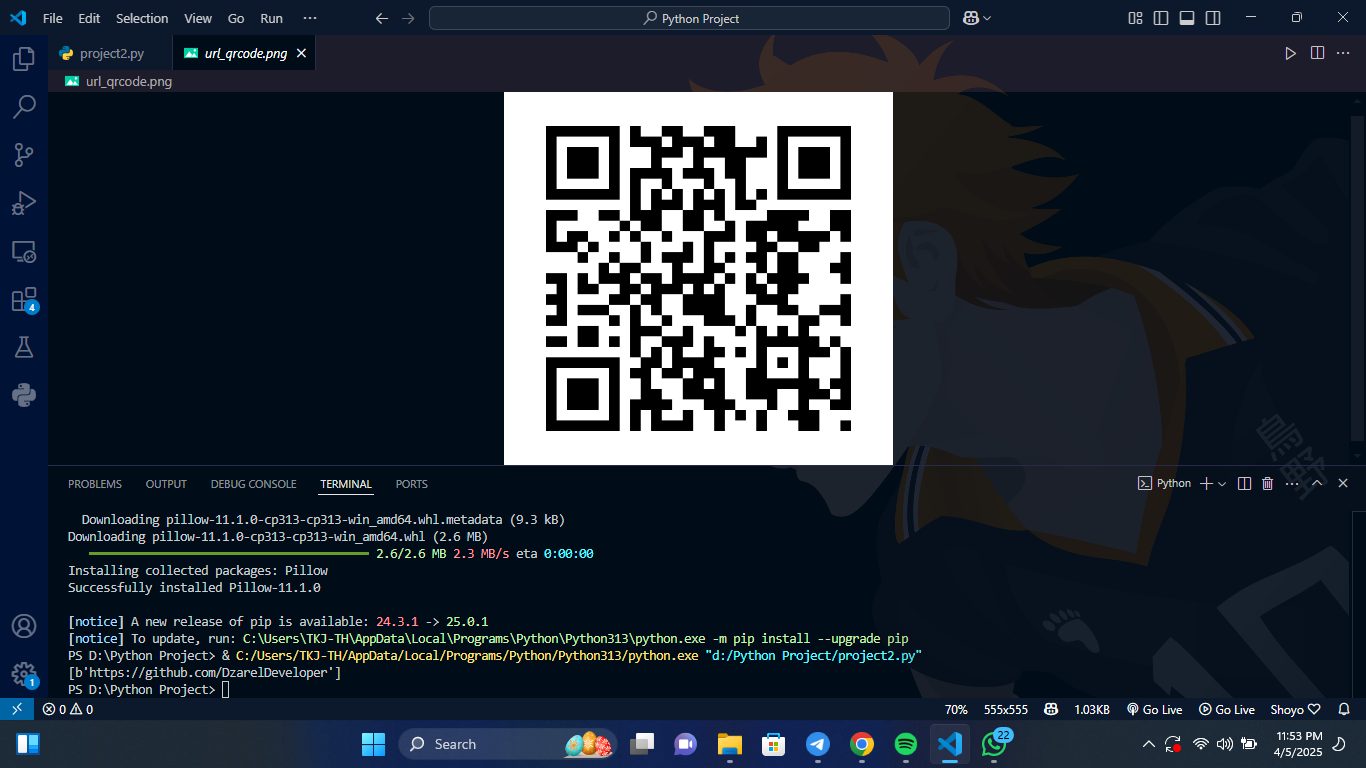 File Edit Selection View Go Run ··· Python Project
project2.py url_qrcode.png
url_qrcode.png
4
烏野
PROBLEMS OUTPUT DEBUG CONSOLE TERMINAL PORTS Python
Downloading pillow-11.1.0-cp313-cp313-win_amd64.whl.metadata (9.3 kB)
Downloading pillow-11.1.0-cp313-cp313-win_amd64.whl (2.6 MB)
2.6/2.6 MB 2.3 MB/s eta 0:00:00
Installing collected packages: Pillow
Successfully installed Pillow-11.1.0
[notice] A new release of pip is available: 24.3.1 -> 25.0.1
[notice] To update, run: C:\Users\TKJ-TH\AppData\Local\Programs\Python\Python313\python.exe -m pip install --upgrade pip
PS D:\Python Project> & C:/Users/TKJ-TH/AppData/Local/Programs/Python/Python313/python.exe "d:/Python Project/project2.py"
[b'https://github.com/DzarelDeveloper']
1
PS D:\Python Project>
0 0 70% 555x555 1.03KB Go Live Go Live Shoyo
Search 22 11:53 PM
4/5/2025